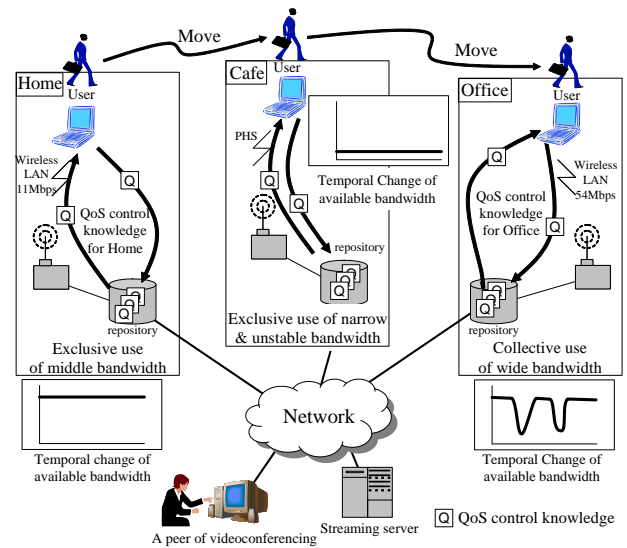 Move
Move
Home
User
Wireless
LAN
11Mbps
Q
Q
QoS control
knowledge
for Home
Q
Q
Q
repository
Exclusive use
of middle bandwidth
Temporal change of
available bandwidth
Cafe
User
PHS
Q
Q
Temporal Change of
available bandwidth
repository
Q
Q
Q
Exclusive use of narrow
& unstable bandwidth
Office
User
Wireless
LAN
54Mbps
Q
Q
QoS control
knowledge
for Office
Q
Q
Q
repository
Collective use
of wide bandwidth
Temporal Change of
available bandwidth
Network
A peer of videoconferencing
Streaming server
Q QoS control knowledge